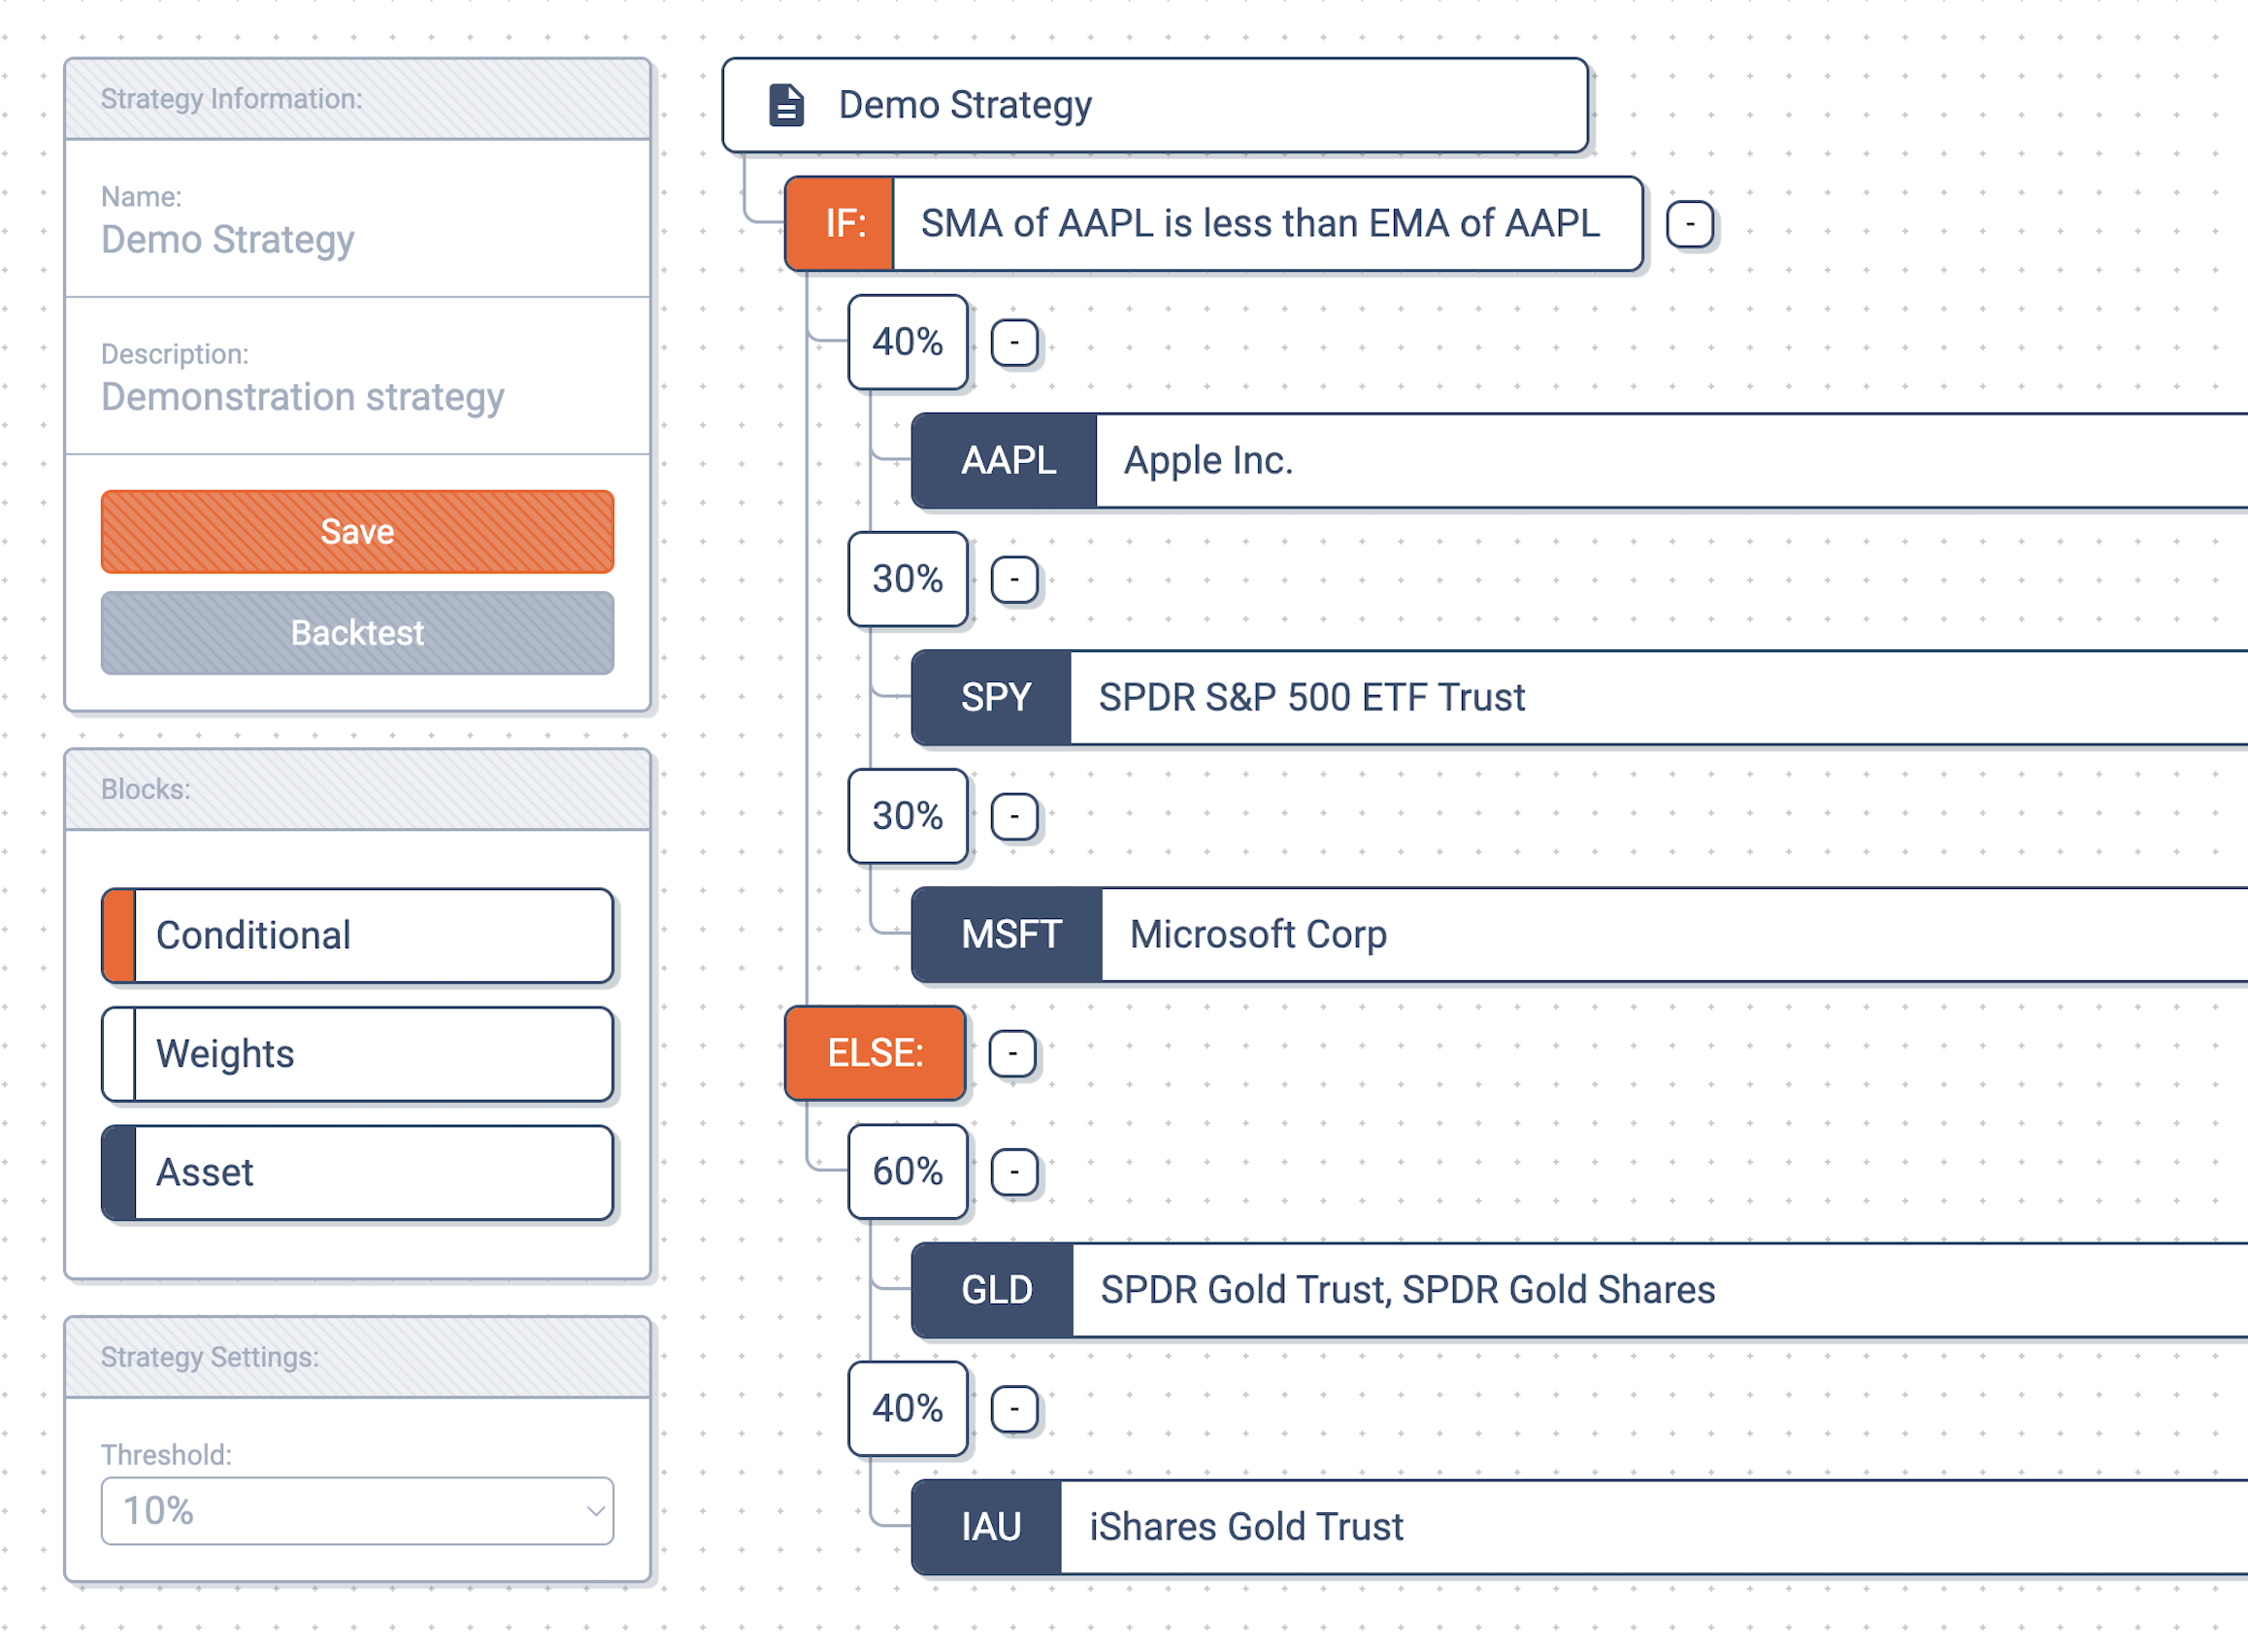 Strategy Information:
Name:
Demo Strategy
Description:
Demonstration strategy
Save
Backtest
Blocks:
Conditional
Weights
Asset
Strategy Settings:
Threshold:
10%
Demo Strategy
IF: SMA of AAPL is less than EMA of AAPL -
40% -
AAPL Apple Inc.
30% -
SPY SPDR S&P 500 ETF Trust
30% -
MSFT Microsoft Corp
ELSE: -
60% -
GLD SPDR Gold Trust, SPDR Gold Shares
40% -
IAU iShares Gold Trust